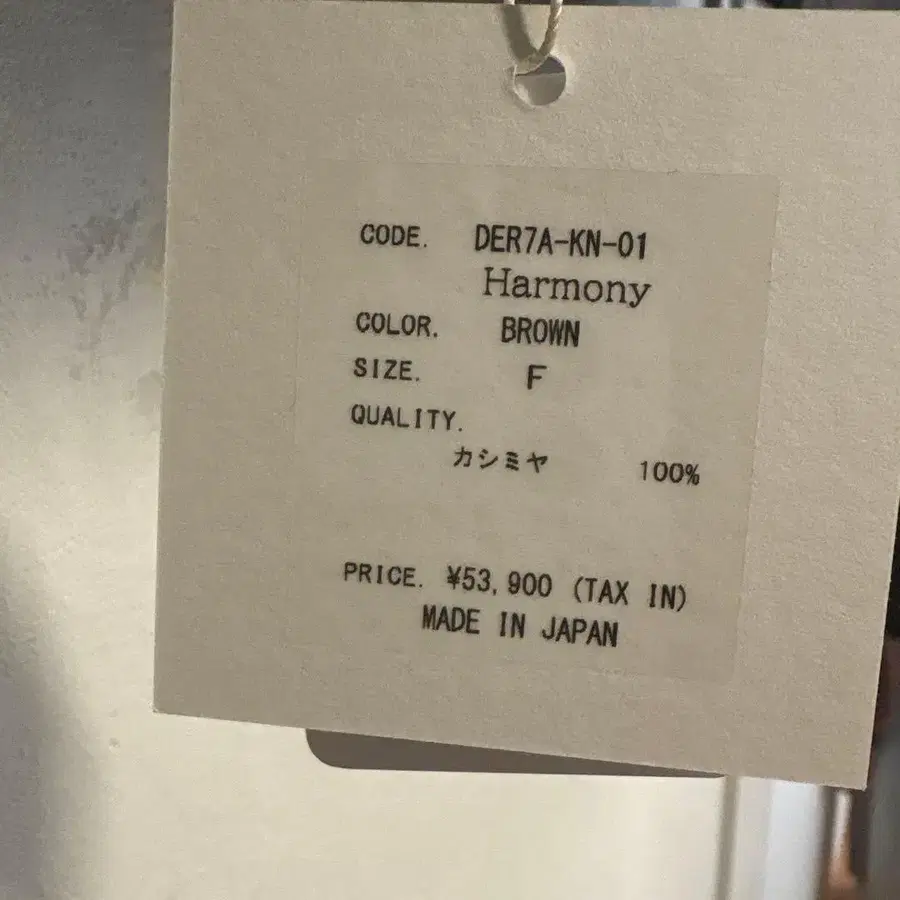 CODE. DER7A-KN-01
Harmony
COLOR. BROWN
SIZE. F
QUALITY.
カシミヤ 100%
PRICE. ¥53,900 (TAX IN)
MADE IN JAPAN